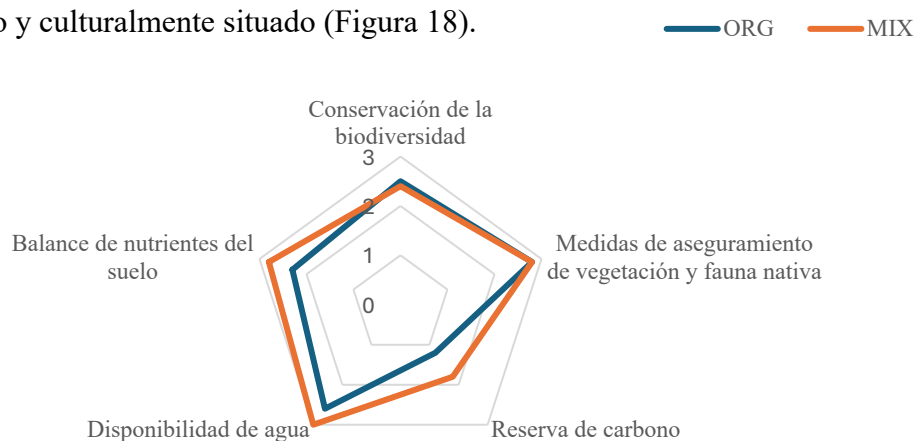 o y culturalmente situado (Figura 18).
ORG MIX
Conservación de la
biodiversidad
3
2
1
0
Balance de nutrientes del
suelo
Medidas de aseguramiento
de vegetación y fauna nativa
Disponibilidad de agua
Reserva de carbono